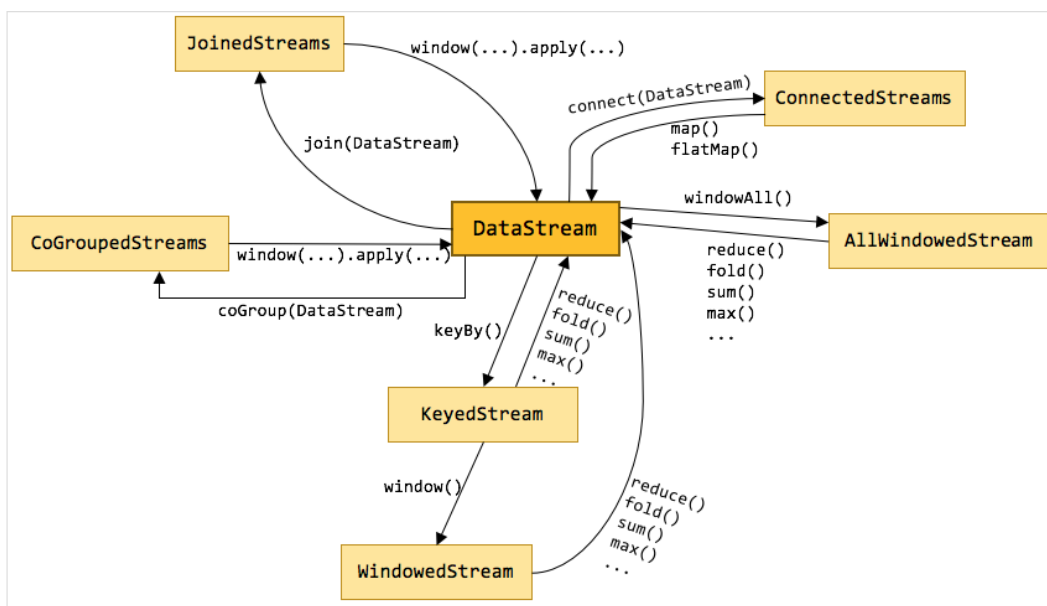 JoinedStreams
window(...).apply(...)
connect(DataStream)
ConnectedStreams
map()
flatMap()
join(DataStream)
windowAll()
DataStream
CoGroupedStreams
window(...).apply(...)
AllWindowedStream
reduce()
fold()
sum()
max()
...
coGroup(DataStream)
keyBy()
reduce()
fold()
sum()
max()
...
KeyedStream
window()
reduce()
fold()
sum()
max()
...
WindowedStream